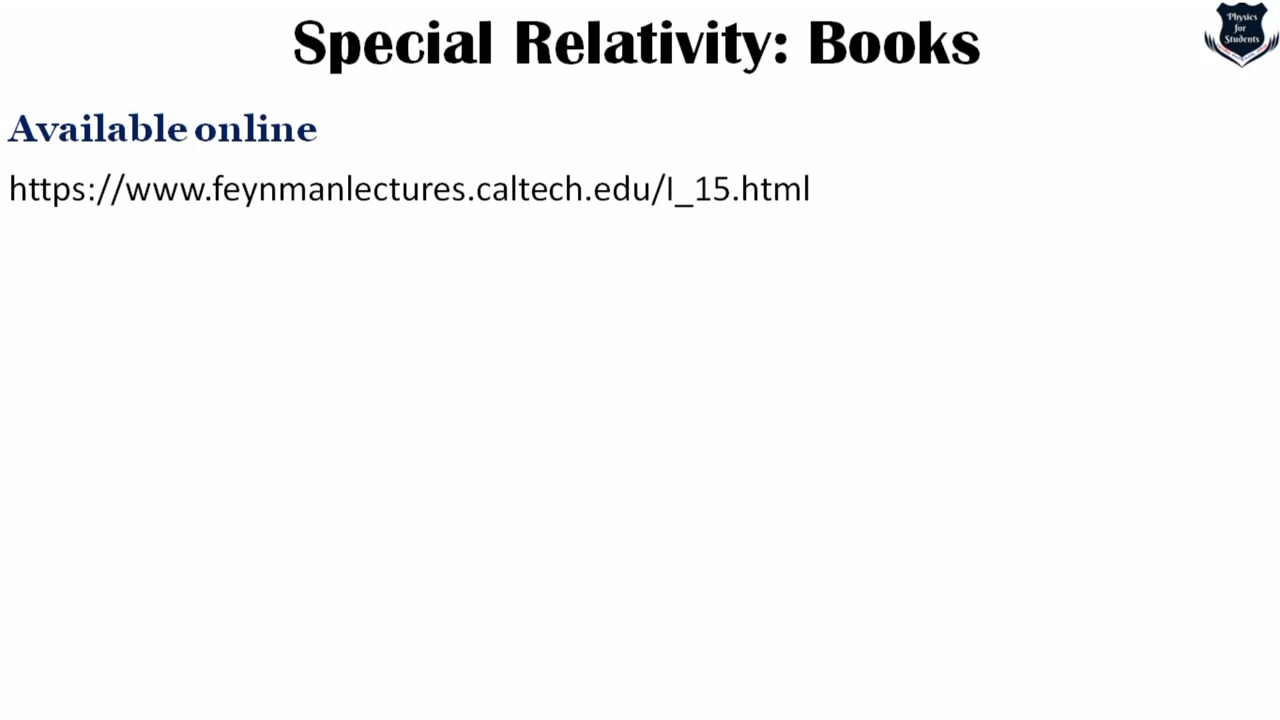 Special Relativity: Books
Physics
for
Students
Available online
https://www.feynmanlectures.caltech.edu/I_15.html